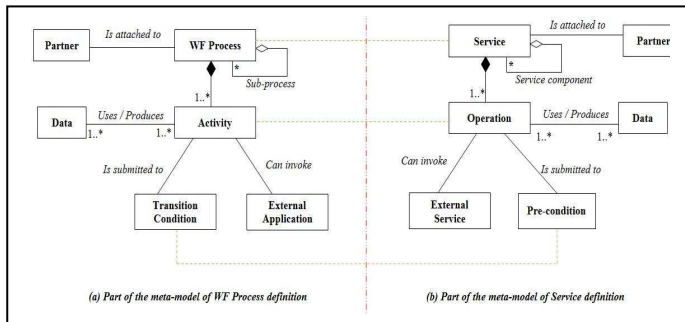 Partner
Is attached to
WF Process
*
Sub-process
1..*
Data
Uses / Produces
1..*
1..*
Activity
Is submitted to
Can invoke
Transition
Condition
External
Application
(a) Part of the meta-model of WF Process definition
Service
Is attached to
Partner
*
Service component
1..*
Operation
Uses / Produces
1..*
1..*
Data
Can invoke
Is submitted to
External
Service
Pre-condition
(b) Part of the meta-model of Service definition